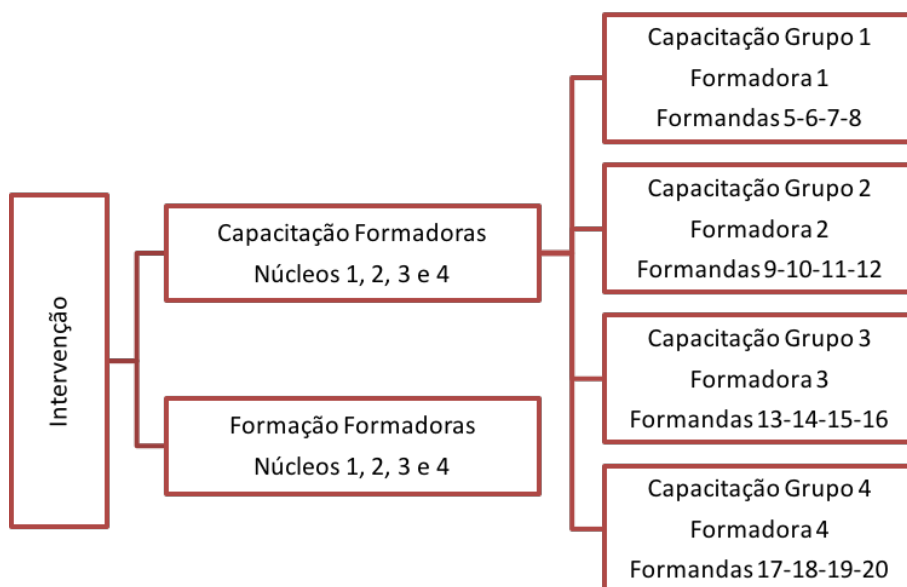 Intervenção
Capacitação Formadoras
Núcleos 1, 2, 3 e 4
Formação Formadoras
Núcleos 1, 2, 3 e 4
Capacitação Grupo 1
Formadora 1
Formandas 5-6-7-8
Capacitação Grupo 2
Formadora 2
Formandas 9-10-11-12
Capacitação Grupo 3
Formadora 3
Formandas 13-14-15-16
Capacitação Grupo 4
Formadora 4
Formandas 17-18-19-20